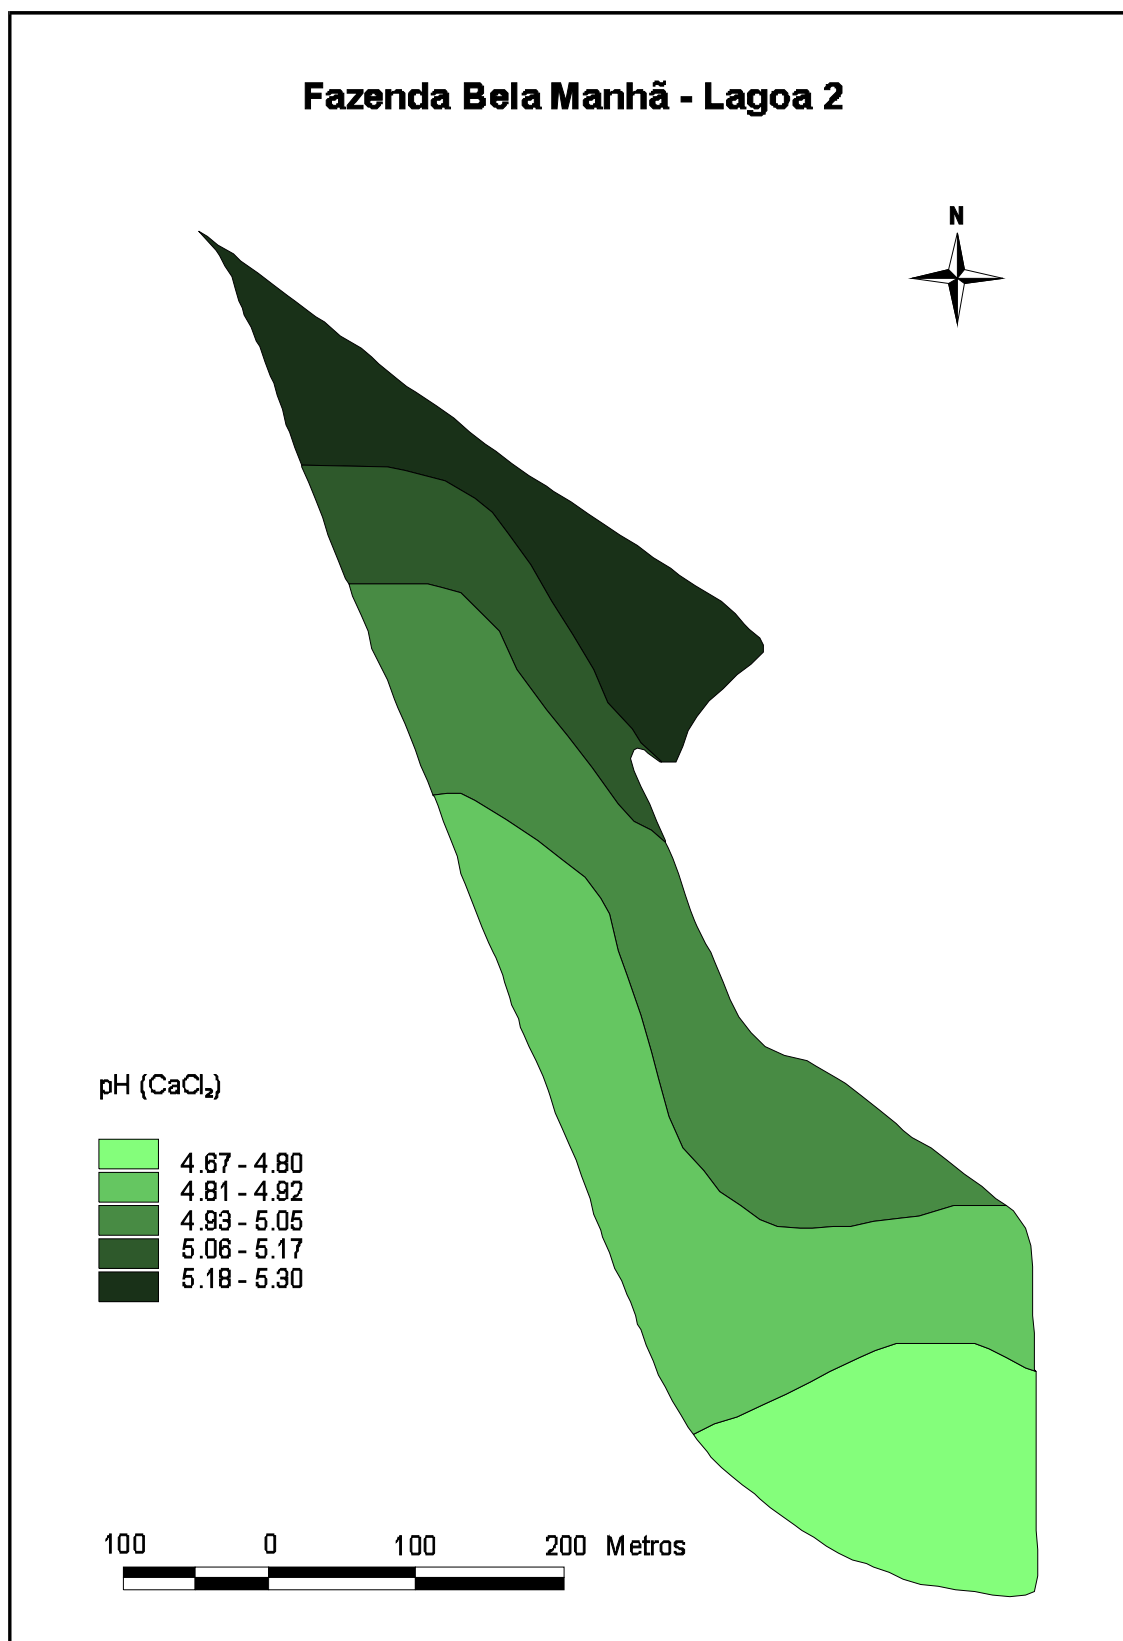 Fazenda Bela Manhã - Lagoa 2
N
pH (CaCl₂)
4.67 - 4.80
4.81 - 4.92
4.93 - 5.05
5.06 - 5.17
5.18 - 5.30
100 0 100 200 Metros